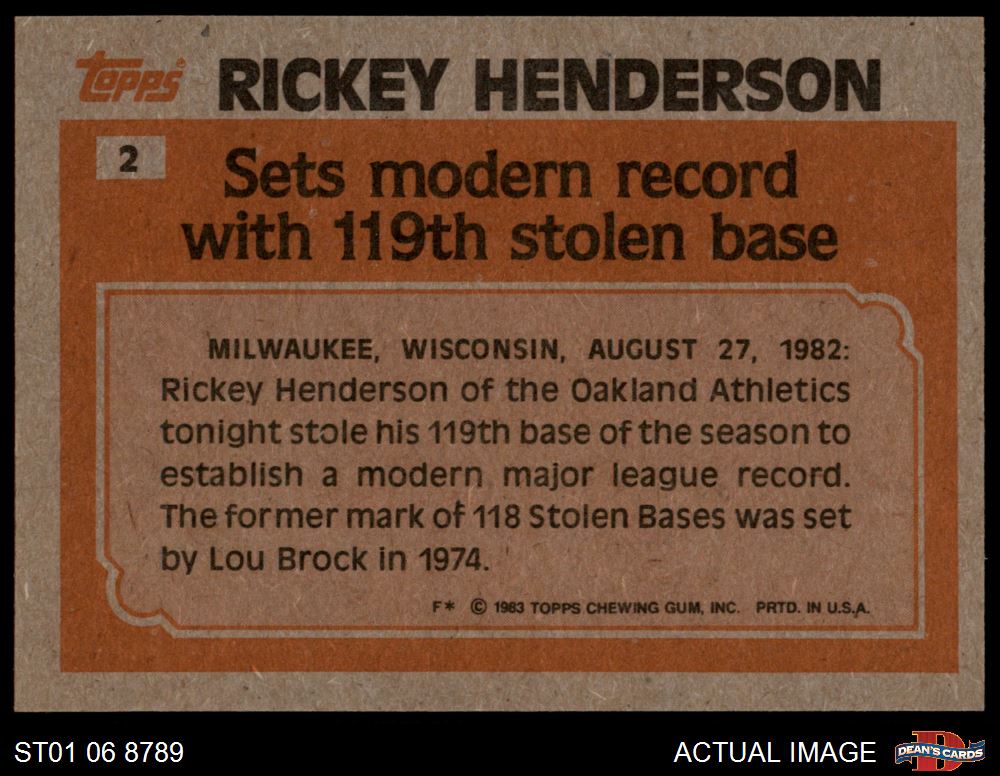 Topps®
RICKEY HENDERSON
2
Sets modern record
with 119th stolen base
MILWAUKEE, WISCONSIN, AUGUST 27, 1982:
Rickey Henderson of the Oakland Athletics
tonight stole his 119th base of the season to
establish a modern major league record.
The former mark of 118 Stolen Bases was set
by Lou Brock in 1974.
F* © 1983 TOPPS CHEWING GUM, INC. PRTD. IN U.S.A.
ST01 06 8789
ACTUAL IMAGE
DEAN'S CARDS